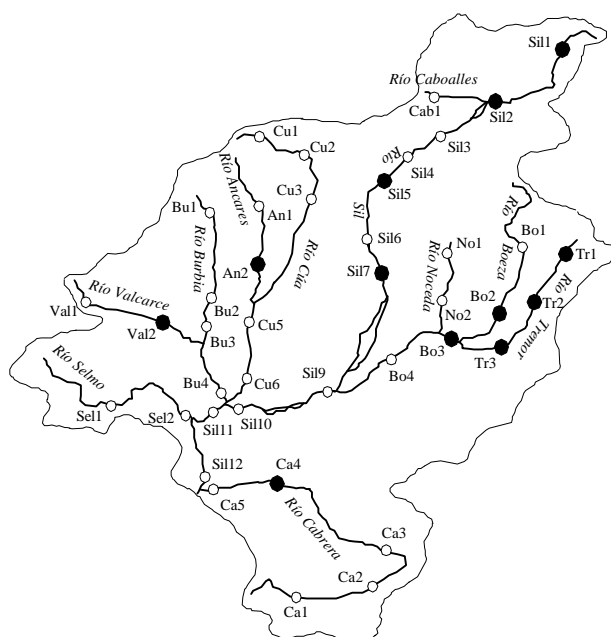 Sil1
Río Caboalles
Cab1
Sil2
Cu1
Cu2
Sil3
Río
Sil4
Río Ancares
Sil5
Cu3
Bu1
An1
Sil
Río
Boeza
Río Burbia
Río Cúa
Sil6
Río Noceda
No1
Bo1
Tr1
An2
Sil7
Río
Río Valcarce
Val1
Val2
Bu2
Bu3
Cu5
No2
Bo2
Tr2
Tremor
Bo3
Tr3
Río Selmo
Bu4
Cu6
Sil9
Bo4
Sel1
Sel2
Sil11
Sil10
Sil12
Ca4
Ca5
Río Cabrera
Ca3
Ca2
Ca1